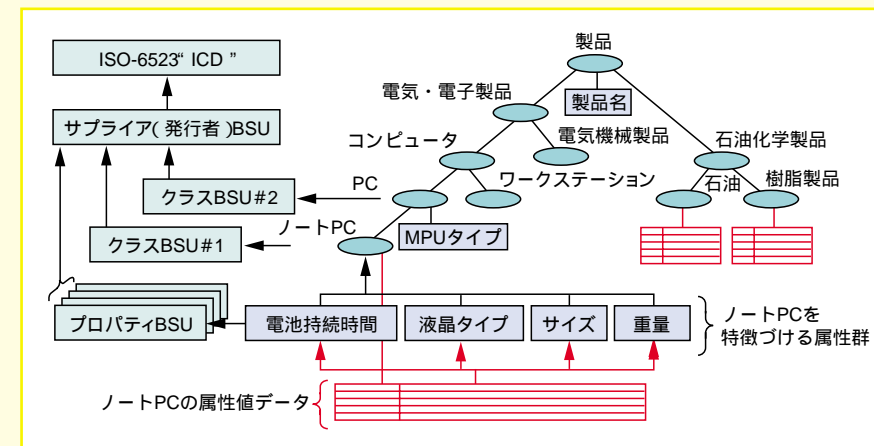 製品
ISO-6523“ ICD ”
電気・電子製品
製品名
サプライア( 発行者 )BSU
コンピュータ
電気機械製品
石油化学製品
PC
ワークステーション
石油
樹脂製品
クラスBSU#2
ノートPC
MPUタイプ
クラスBSU#1
プロパティBSU
電池持続時間
液晶タイプ
サイズ
重量
ノートPCを
特徴づける属性群
ノートPCの属性値データ